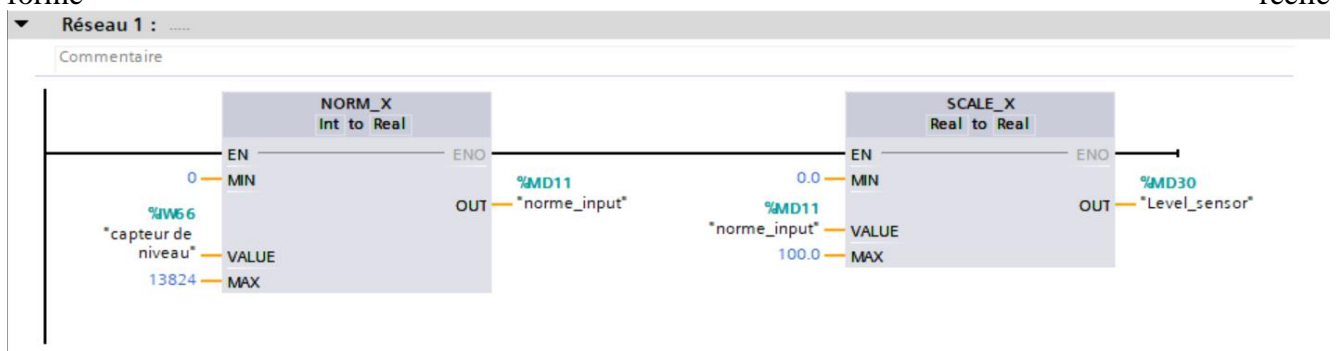 Réseau 1 : .....
Commentaire
NORM_X
Int to Real
EN
ENO
0
MIN
%IW66
"capteur de
niveau"
VALUE
13824
MAX
OUT
%MD11
"norme_input"
SCALE_X
Real to Real
EN
ENO
0.0
MIN
%MD11
"norme_input"
VALUE
100.0
MAX
OUT
%MD30
"Level_sensor"